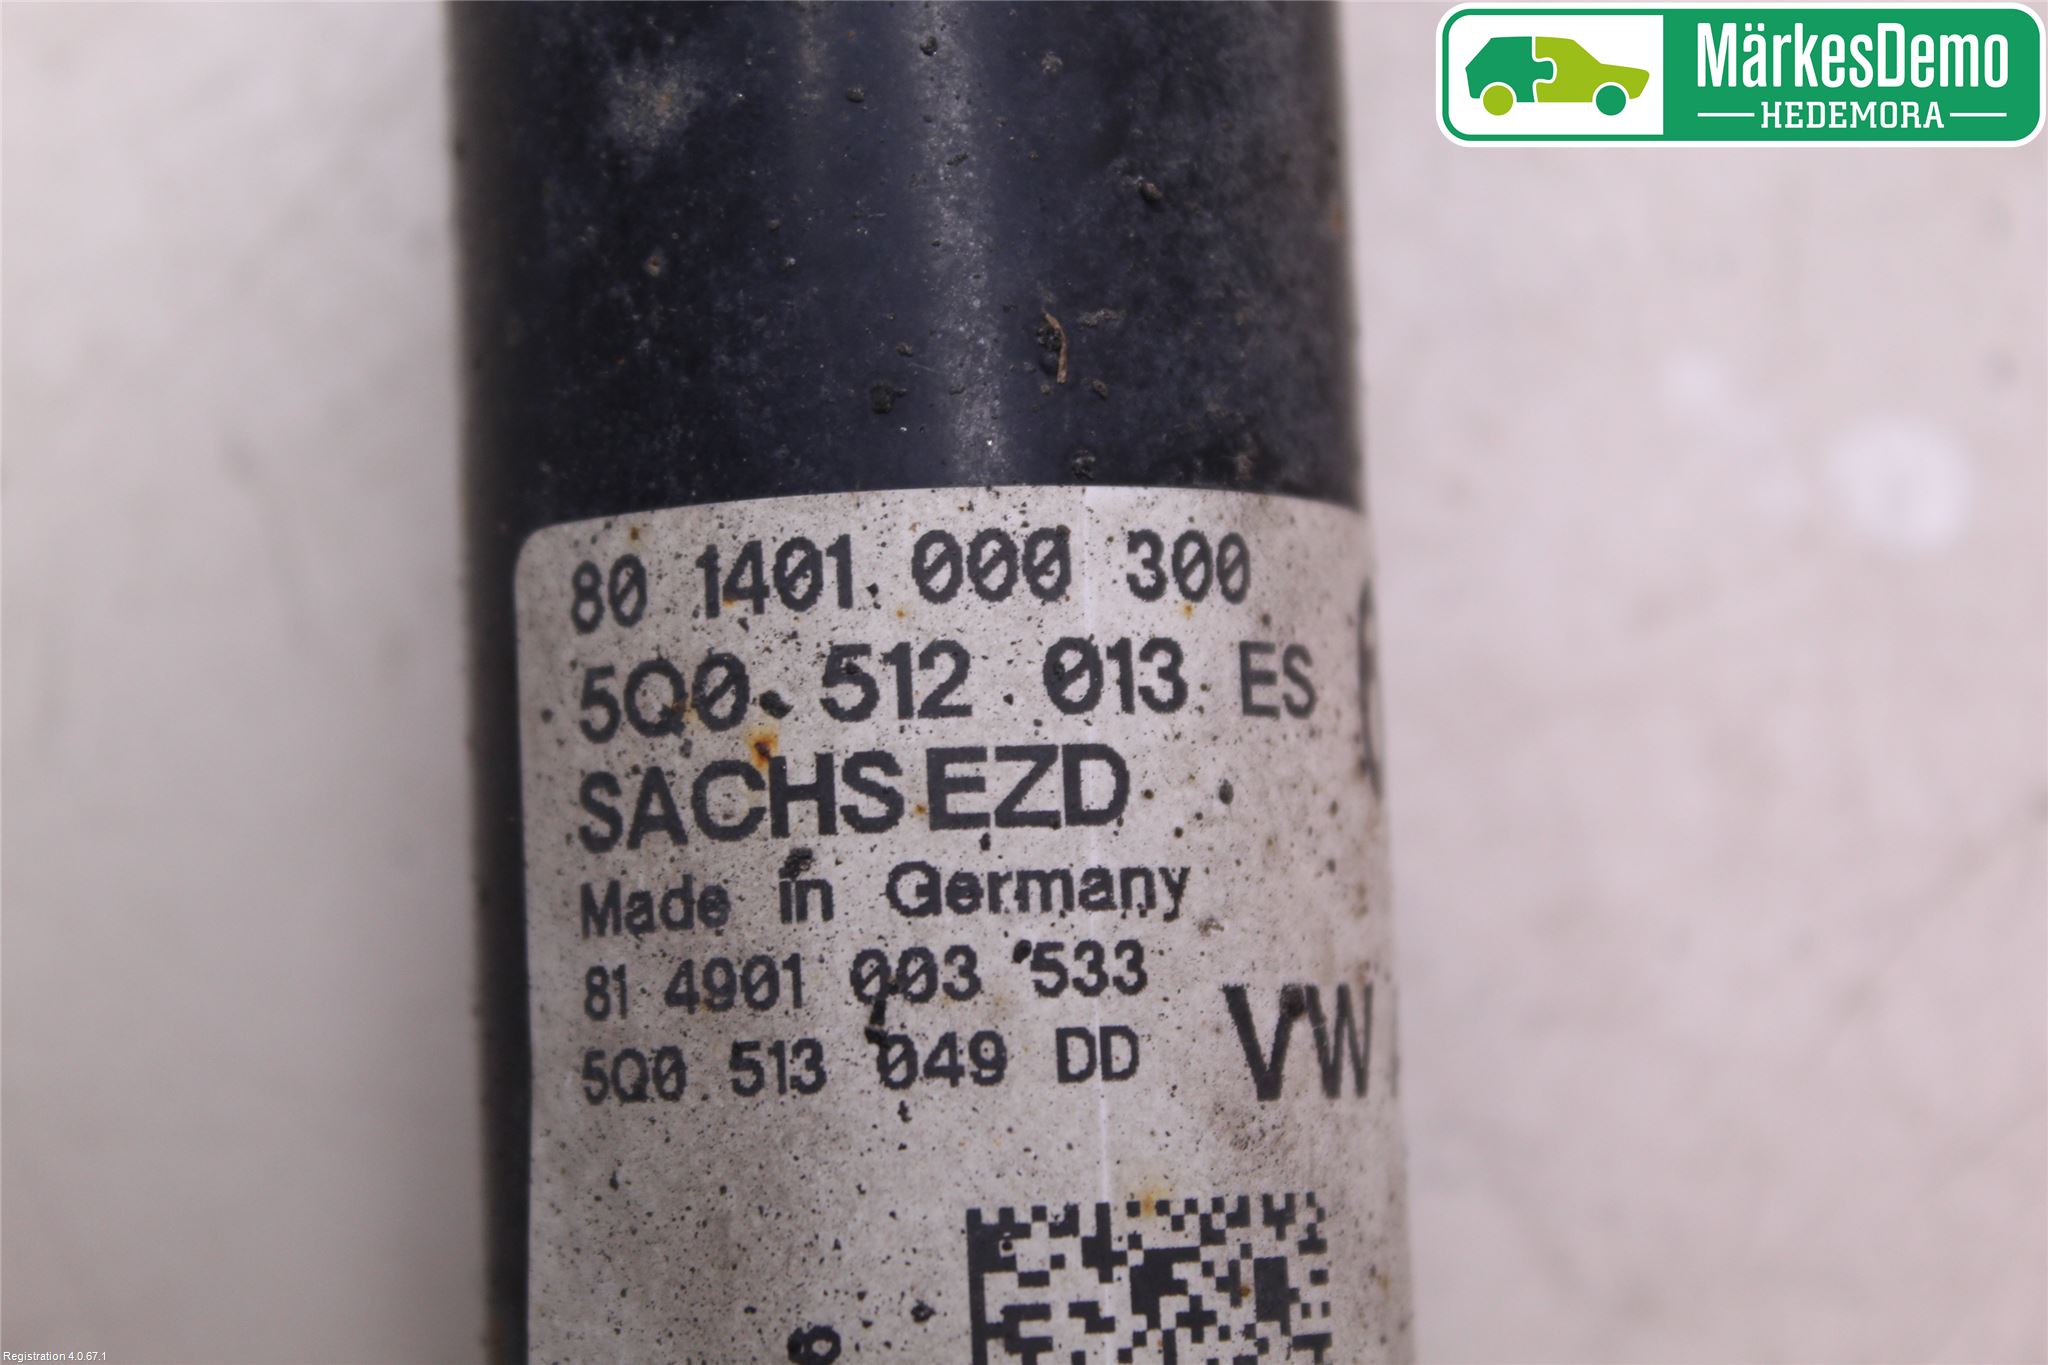 MärkesDemo
HEDEMORA
80 1401 000 300
5Q0 512 013 ES
SACHS EZD
Made in Germany
81 4901 003 533
5Q0 513 049 DD VW
Registration 4.0.67.1